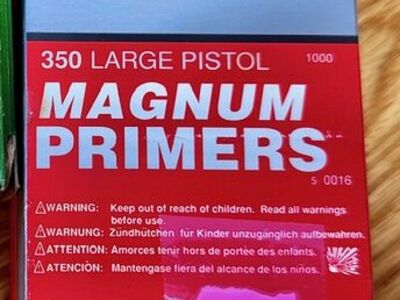 350 LARGE PISTOL 1000
MAGNUM
PRIMERS
5 0016
WARNING: Keep out of reach of children. Read all warnings
before use.
WARNUNG: Zündhütchen für Kinder unzugänglich aufbewahren.
ATTENTION: Amorces tenir hors de portée des enfants.
ATENCIÓN: Mantengase fiera del alcance de los niños.